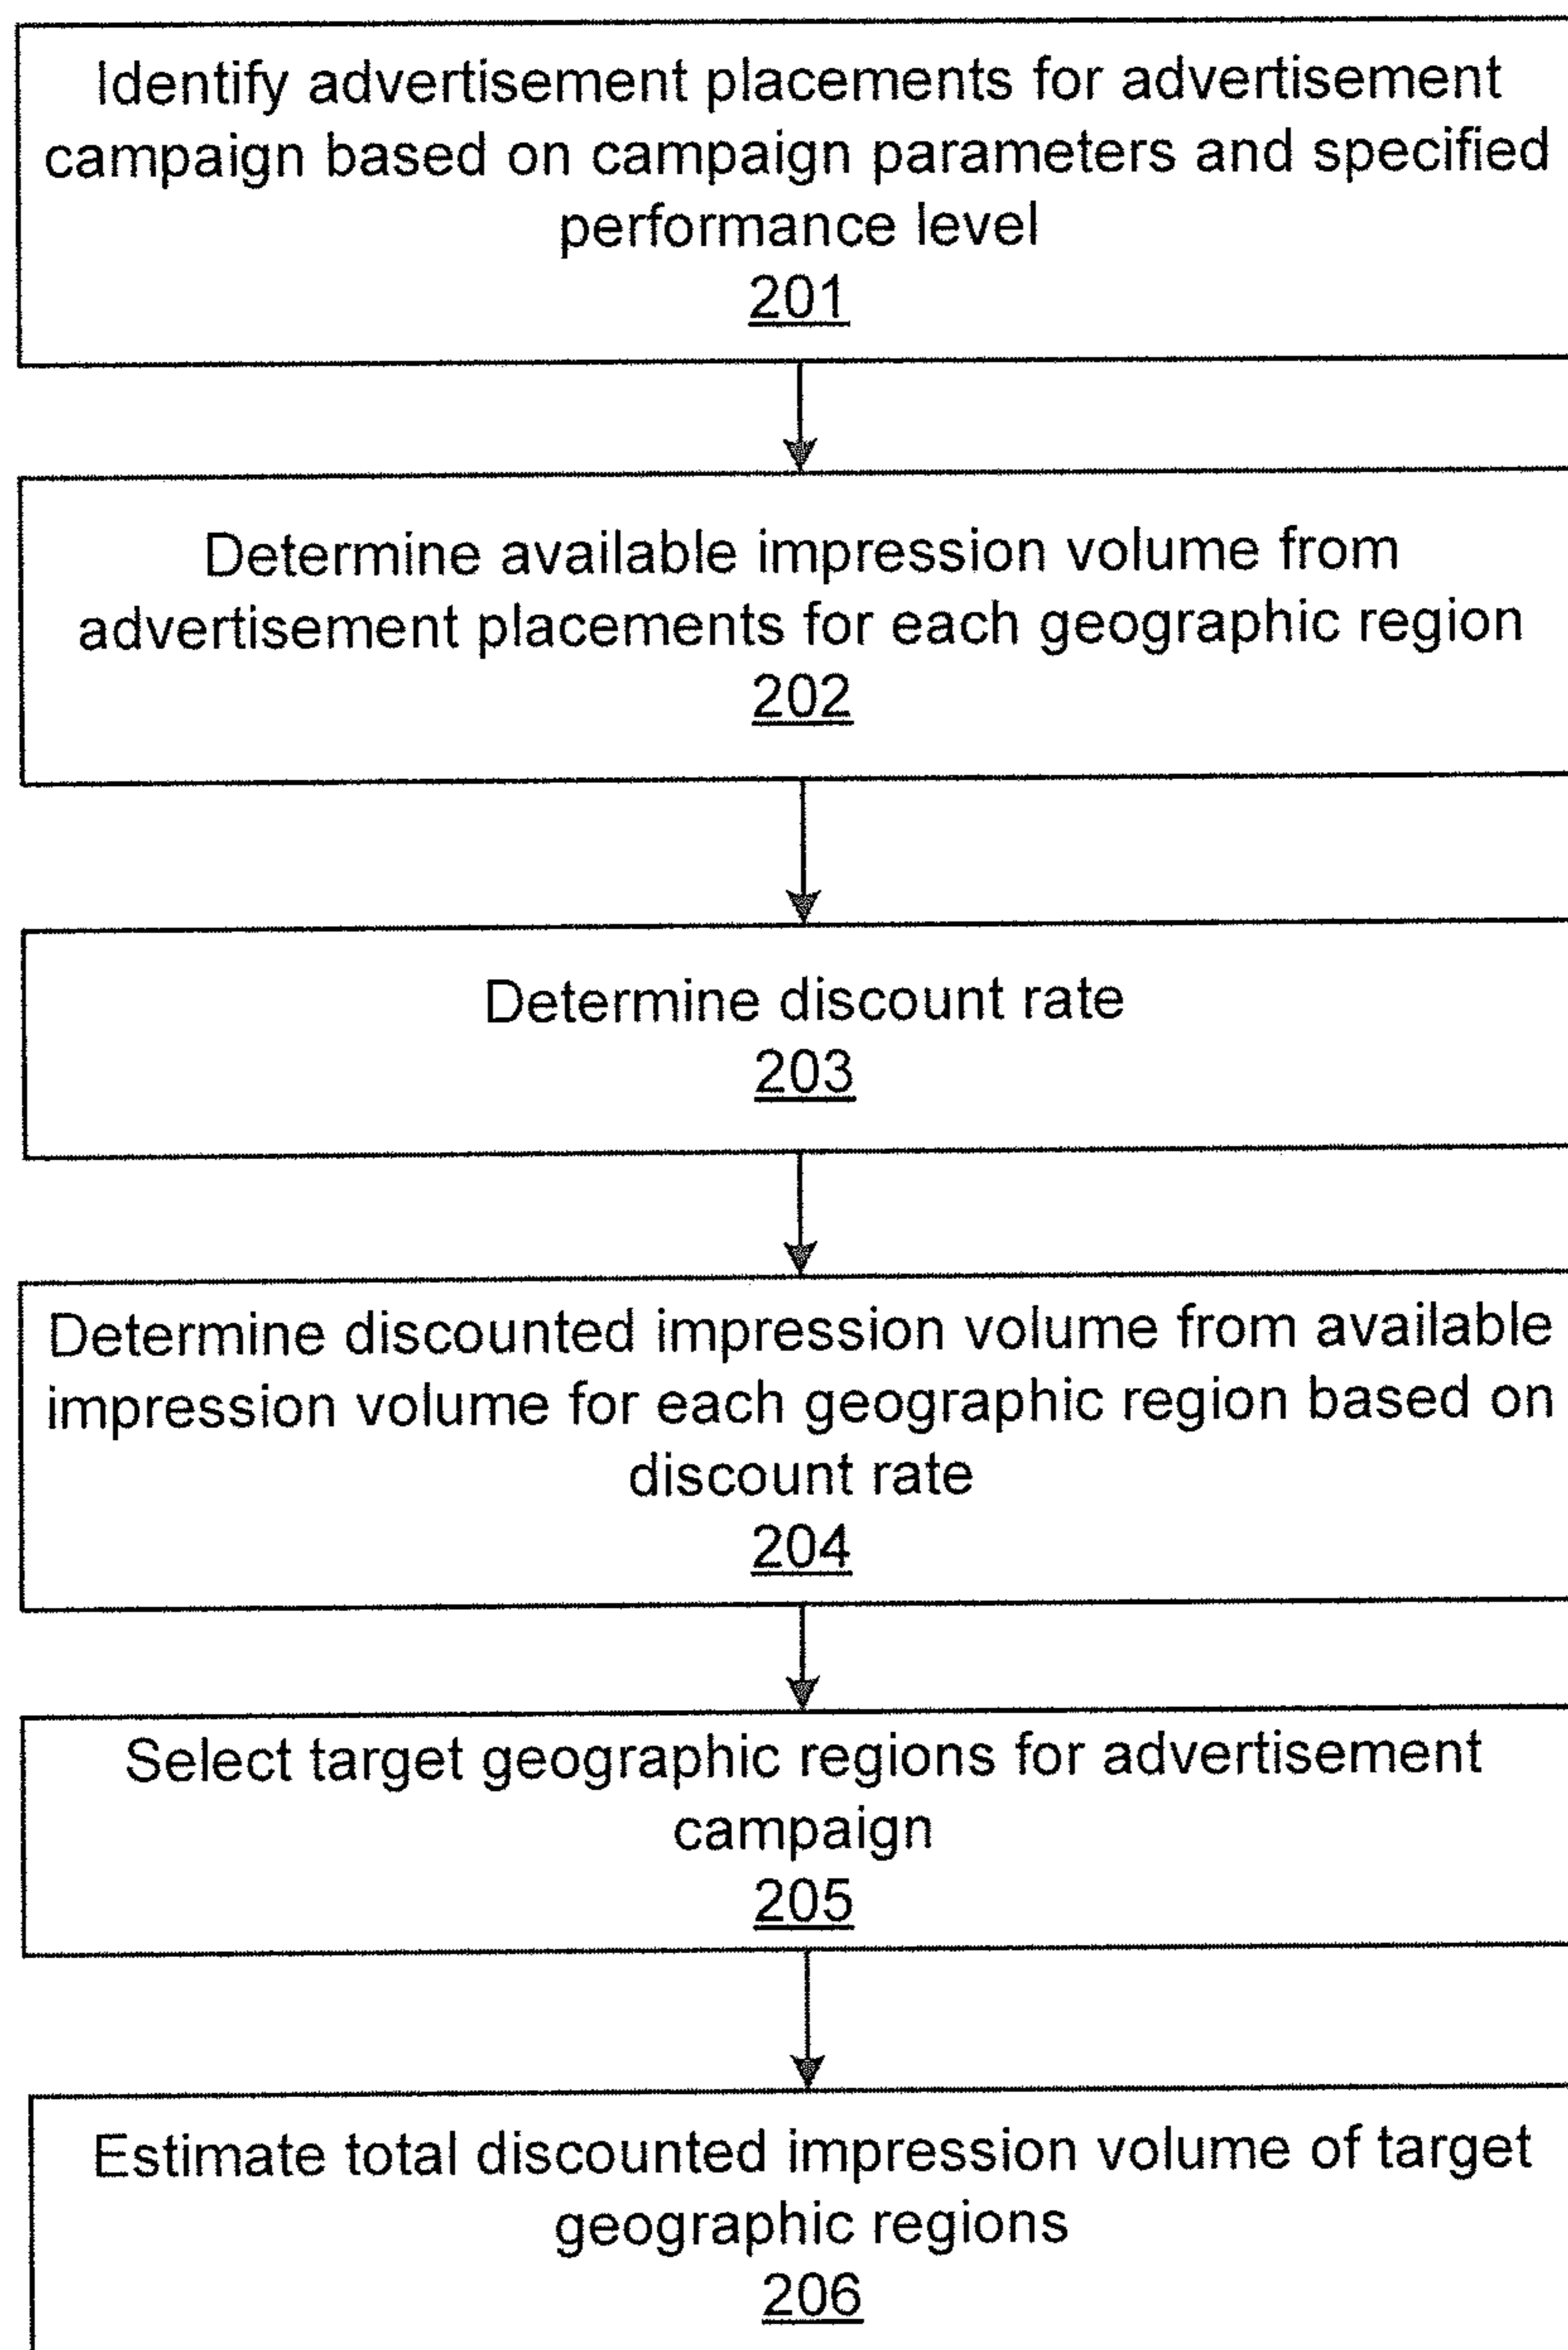 Identify advertisement placements for advertisement
campaign based on campaign parameters and specified
performance level
201
Determine available impression volume from
advertisement placements for each geographic region
202
Determine discount rate
203
Determine discounted impression volume from available
impression volume for each geographic region based on
discount rate
204
Select target geographic regions for advertisement
campaign
205
Estimate total discounted impression volume of target
geographic regions
206